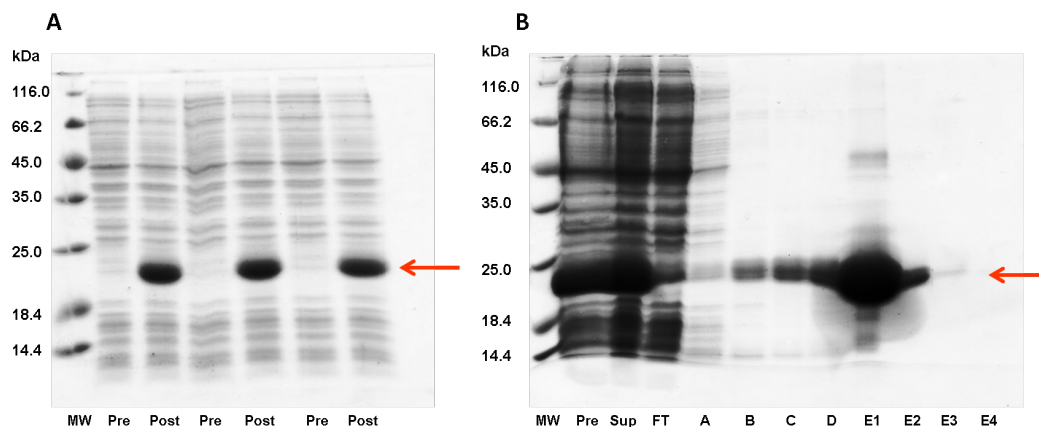 A
kDa
116.0
66.2
45.0
35.0
25.0
18.4
14.4
MW Pre Post Pre Post Pre Post
B
kDa
116.0
66.2
45.0
35.0
25.0
18.4
14.4
MW Pre Sup FT A B C D E1 E2 E3 E4